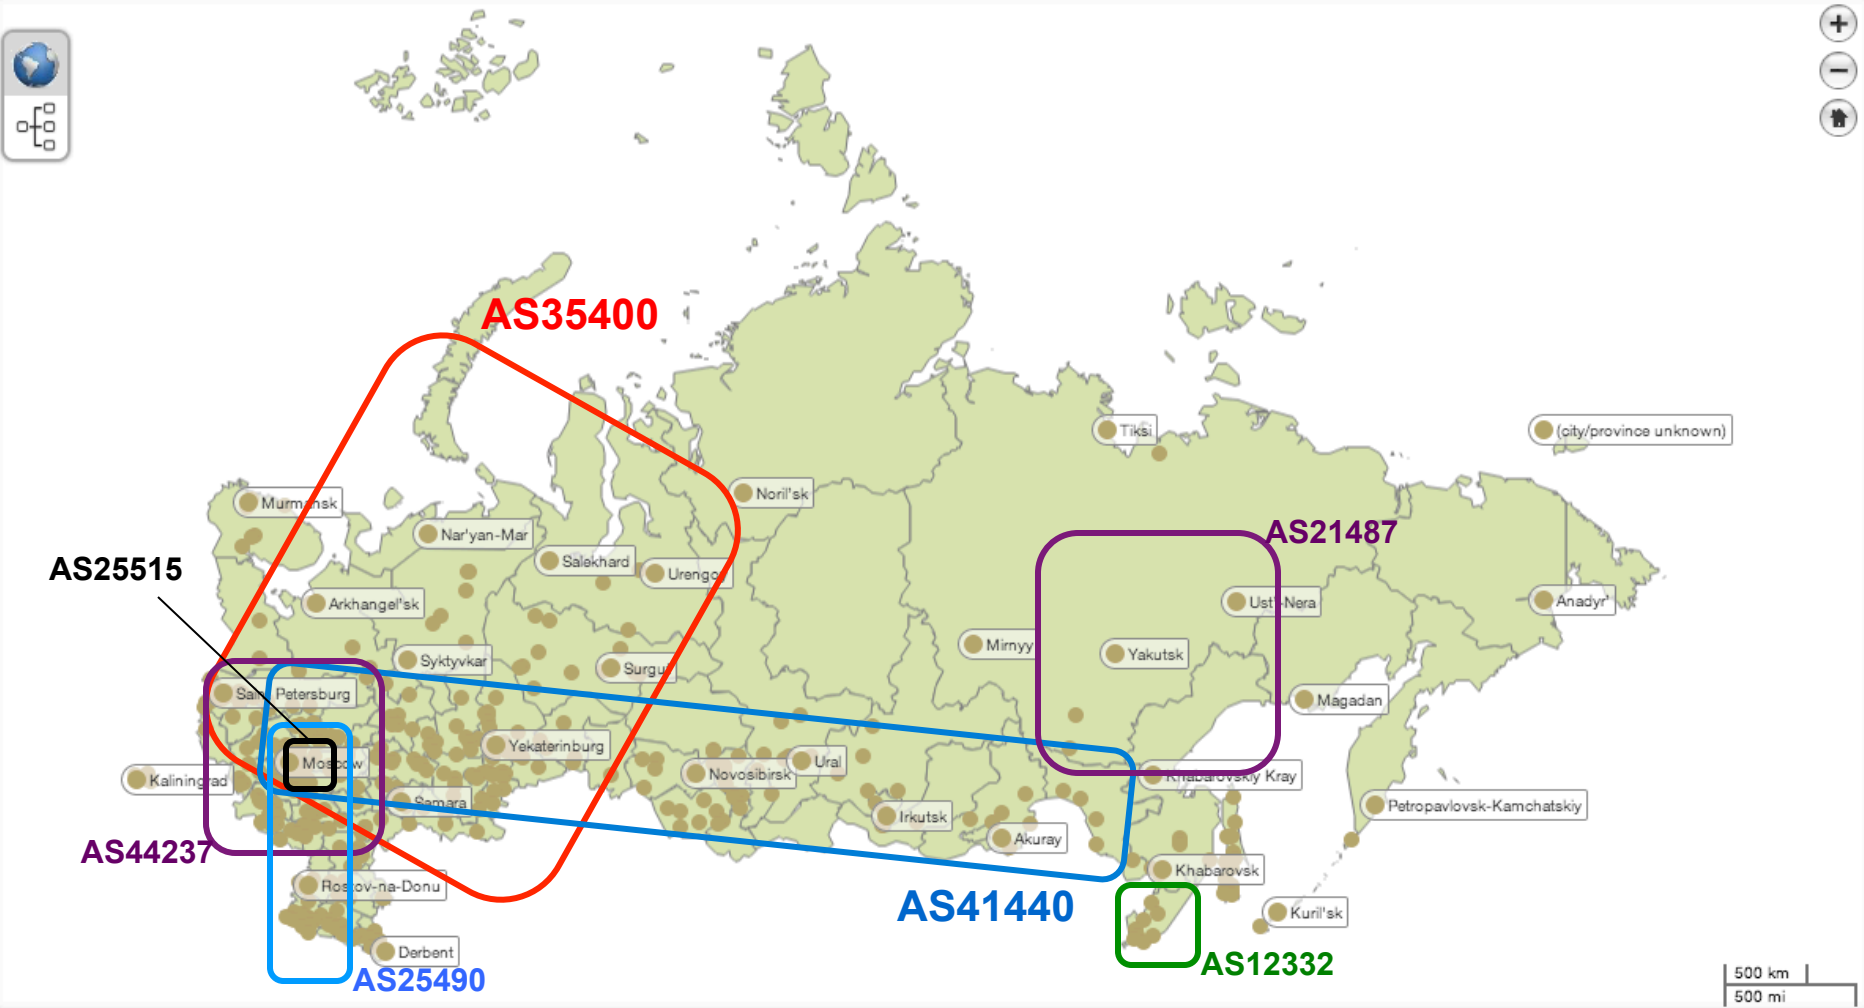 AS35400
Tiksi
(city/province unknown)
Noril'sk
Murmansk
Nar'yan-Mar
AS21487
Salekhard
AS25515
Urengoy
Arkhangel'sk
Ust'-Nera
Anadyr'
Mirnyy
Yakutsk
Syktyvkar
Surgut
Saint Petersburg
Magadan
Yekaterinburg
Moscow
Ural
Kaliningrad
Novosibirsk
Khabarovskiy Kray
Samara
Petropavlovsk-Kamchatskiy
Irkutsk
Akuray
AS44237
Khabarovsk
Rostov-na-Donu
AS41440
Kuril'sk
Derbent
AS12332
AS25490
500 km
500 mi